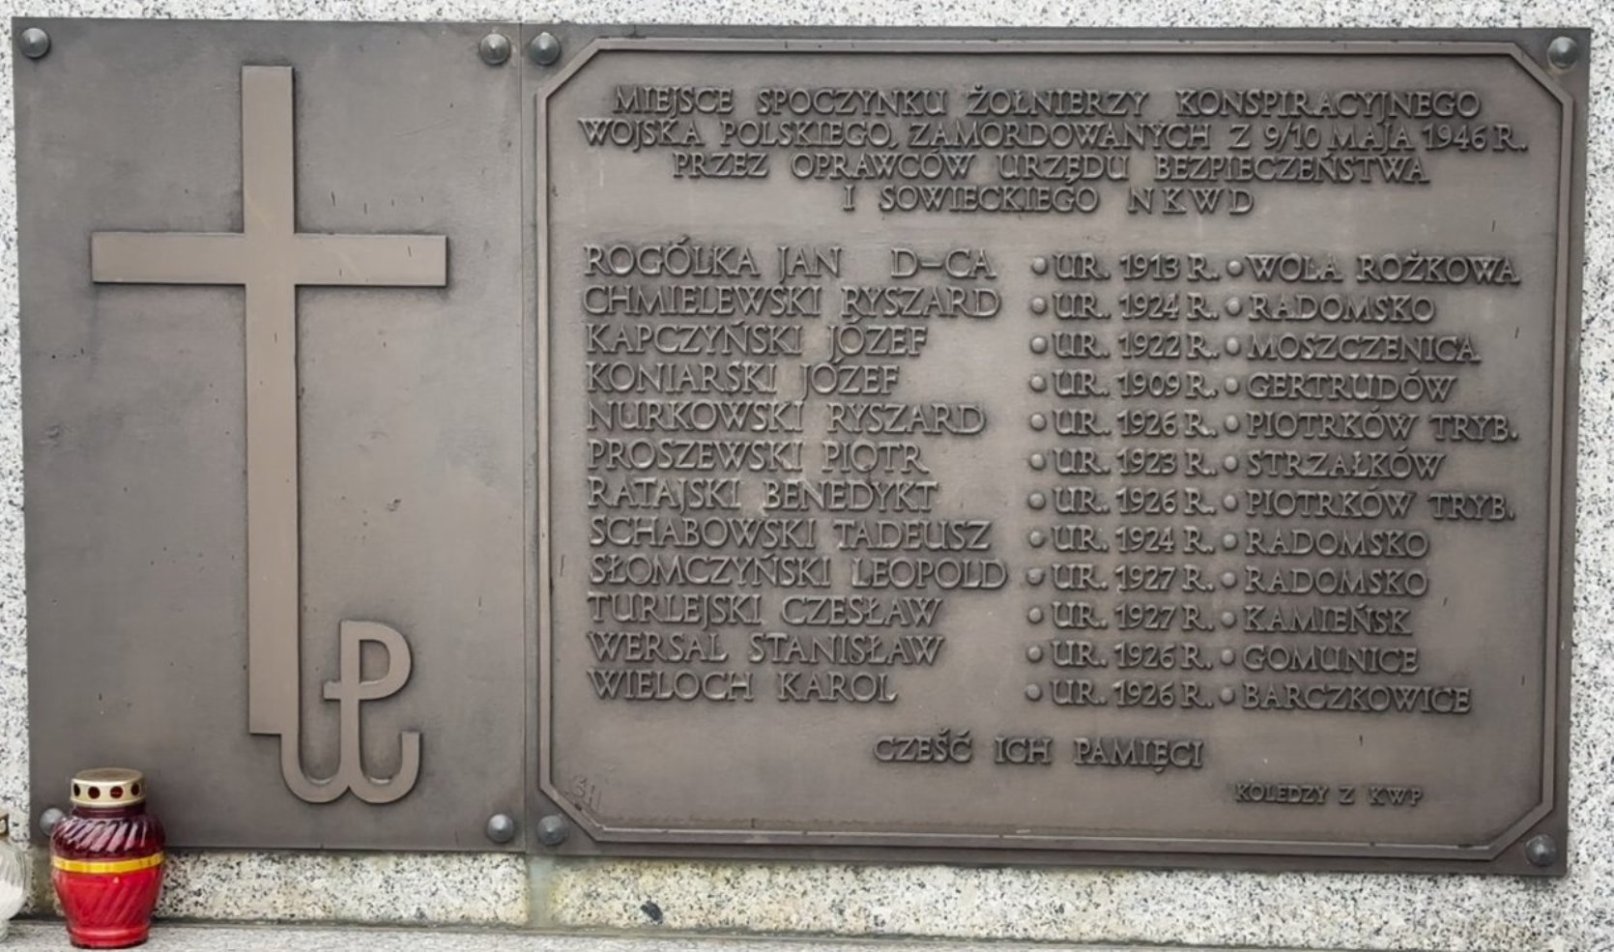 MIEJSCE SPOCZYNKU ŻOŁNIERZY KONSPIRACYJNEGO
WOJSKA POLSKIEGO, ZAMORDOWANYCH Z 9/10 MAJA 1946 R.
PRZEZ OPRAWCÓW URZĘDU BEZPIECZEŃSTWA
I SOWIECKIEGO NKWD
ROGÓLKA JAN D-CA • UR. 1913 R. • WOLA ROŻKOWA
CHMIELEWSKI RYSZARD • UR. 1924 R. • RADOMSKO
KAPCZYŃSKI JÓZEF • UR. 1922 R. • MOSZCZENICA
KONIARSKI JÓZEF • UR. 1909 R. • GERTRUDÓW
NURKOWSKI RYSZARD • UR. 1926 R. • PIOTRKÓW TRYB.
PROSZEWSKI PIOTR • UR. 1923 R. • STRZAŁKÓW
RATAJSKI BENEDYKT • UR. 1926 R. • PIOTRKÓW TRYB.
SCHABOWSKI TADEUSZ • UR. 1924 R. • RADOMSKO
SŁOMCZYŃSKI LEOPOLD • UR. 1927 R. • RADOMSKO
TURLEJSKI CZESŁAW • UR. 1927 R. • KAMIEŃSK
WERSAL STANISŁAW • UR. 1926 R. • GOMUNICE
WIELOCH KAROL • UR. 1926 R. • BARCZKOWICE
CZEŚĆ ICH PAMIĘCI
KOLEDZY Z KWP